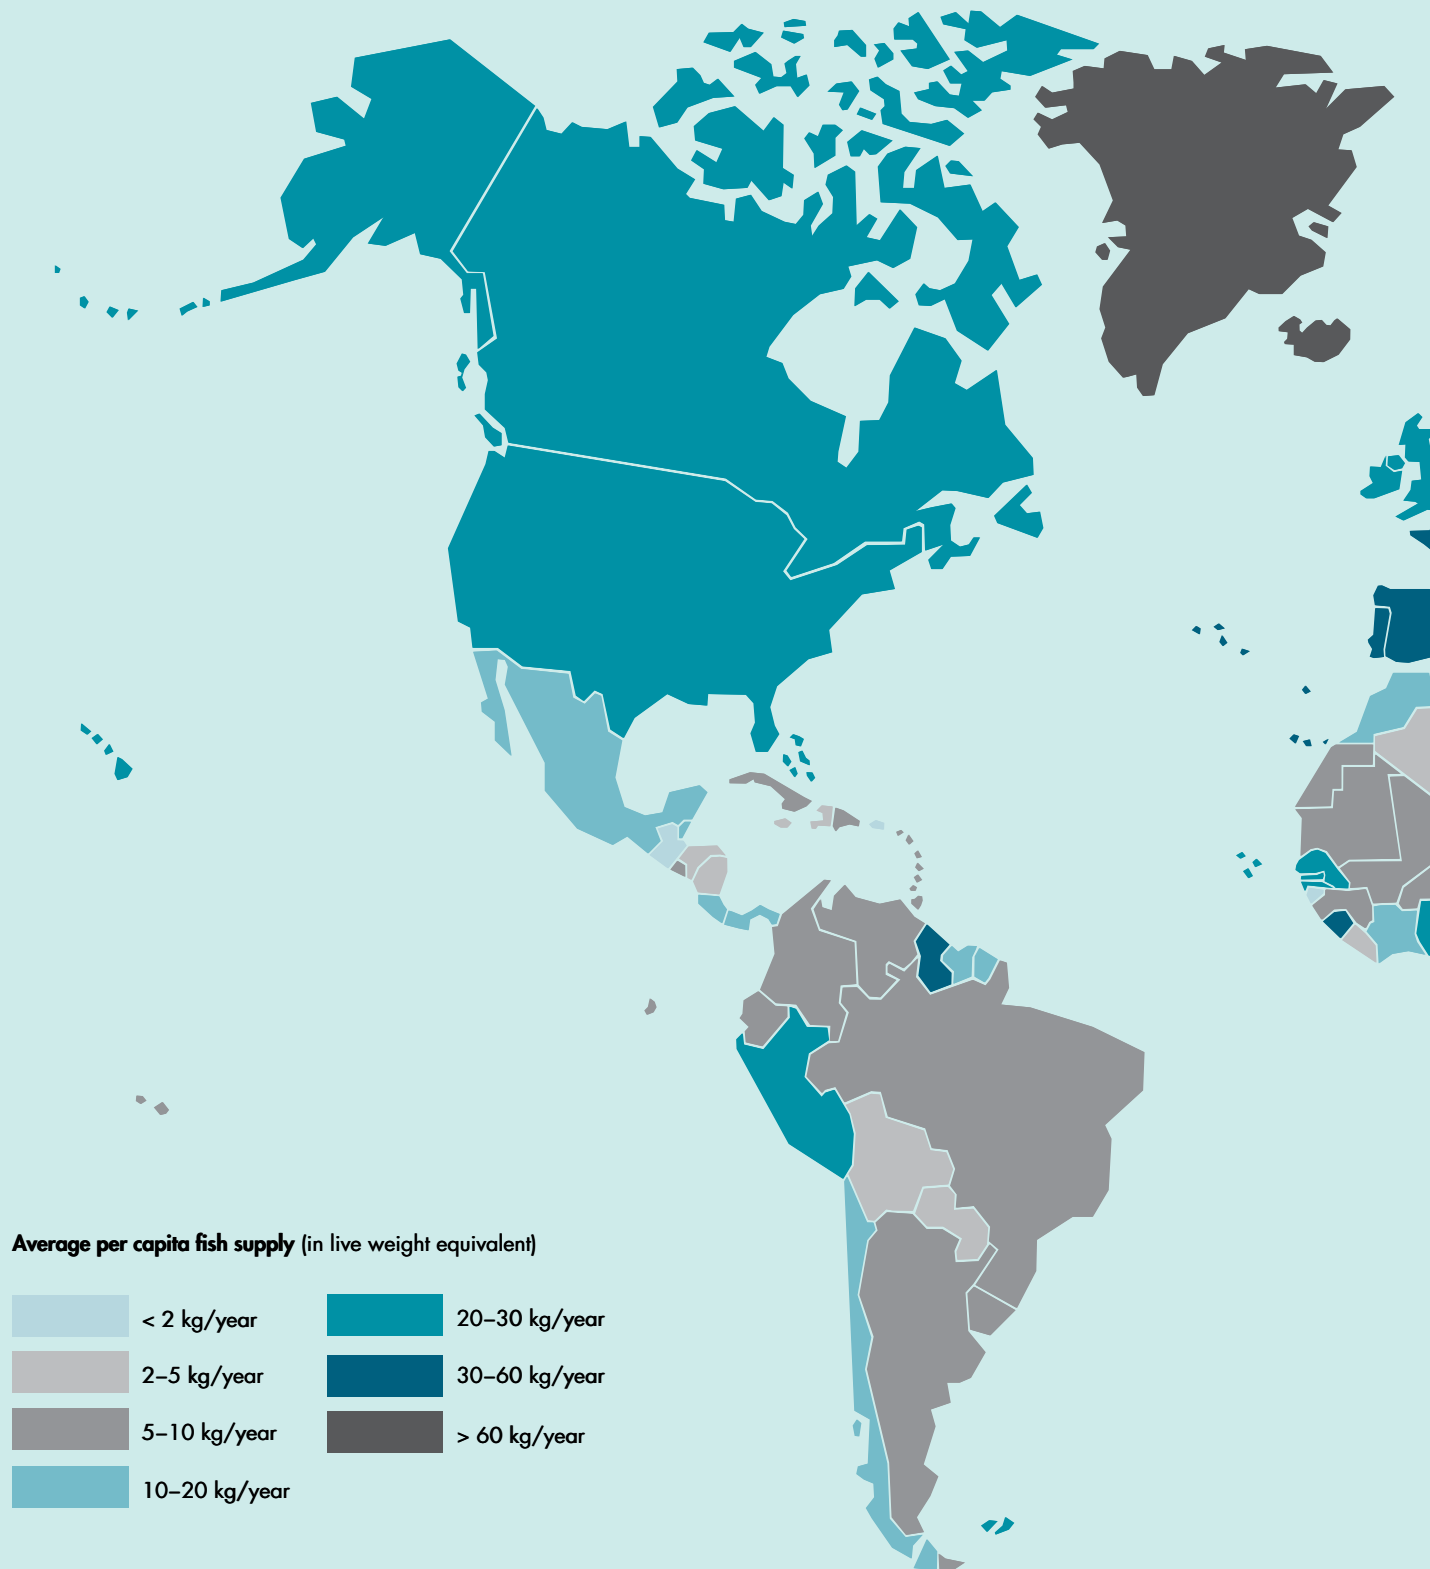 Average per capita fish supply (in live weight equivalent)
< 2 kg/year
2–5 kg/year
5–10 kg/year
10–20 kg/year
20–30 kg/year
30–60 kg/year
> 60 kg/year